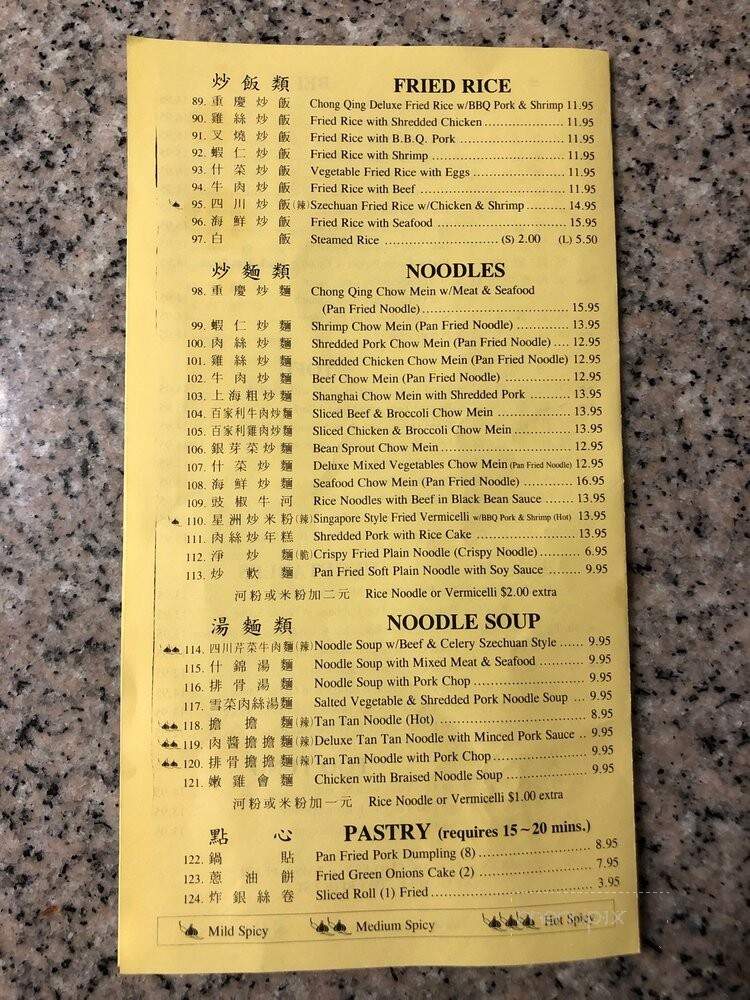 炒飯類 FRIED RICE
89. 重慶炒飯 Chong Qing Deluxe Fried Rice w/BBQ Pork & Shrimp 11.95
90. 雞絲炒飯 Fried Rice with Shredded Chicken ........................ 11.95
91. 叉燒炒飯 Fried Rice with B.B.Q. Pork ............................... 11.95
92. 蝦仁炒飯 Fried Rice with Shrimp ....................................... 11.95
93. 什菜炒飯 Vegetable Fried Rice with Eggs ........................... 11.95
94. 牛肉炒飯 Fried Rice with Beef .......................................... 11.95
95. 四川炒飯(辣) Szechuan Fried Rice w/Chicken & Shrimp ........... 14.95
96. 海鮮炒飯 Fried Rice with Seafood .................................... 15.95
97. 白飯 Steamed Rice ................................. (S) 2.00 (L) 5.50
炒麵類 NOODLES
98. 重慶炒麵 Chong Qing Chow Mein w/Meat & Seafood
(Pan Fried Noodle) .......................................... 15.95
99. 蝦仁炒麵 Shrimp Chow Mein (Pan Fried Noodle) ................ 13.95
100. 肉絲炒麵 Shredded Pork Chow Mein (Pan Fried Noodle) .... 12.95
101. 雞絲炒麵 Shredded Chicken Chow Mein (Pan Fried Noodle) 12.95
102. 牛肉炒麵 Beef Chow Mein (Pan Fried Noodle) .................. 12.95
103. 上海粗炒麵 Shanghai Chow Mein with Shredded Pork ........... 13.95
104. 百家利牛肉炒麵 Sliced Beef & Broccoli Chow Mein ..................... 13.95
105. 百家利雞肉炒麵 Sliced Chicken & Broccoli Chow Mein ................ 13.95
106. 銀芽菜炒麵 Bean Sprout Chow Mein ..................................... 12.95
107. 什菜炒麵 Deluxe Mixed Vegetables Chow Mein (Pan Fried Noodle) 12.95
108. 海鮮炒麵 Seafood Chow Mein (Pan Fried Noodle) .............. 16.95
109. 豉椒牛河 Rice Noodles with Beef in Black Bean Sauce ....... 13.95
110. 星洲炒米粉(辣) Singapore Style Fried Vermicelli w/BBQ Pork & Shrimp (Hot) 13.95
111. 肉絲炒年糕 Shredded Pork with Rice Cake ........................... 13.95
112. 淨炒麵(脆) Crispy Fried Plain Noodle (Crispy Noodle) .......... 6.95
113. 炒軟麵 Pan Fried Soft Plain Noodle with Soy Sauce ........ 9.95
河粉或米粉加二元 Rice Noodle or Vermicelli $2.00 extra
湯麵類 NOODLE SOUP
114. 四川芹菜牛肉麵(辣) Noodle Soup w/Beef & Celery Szechuan Style ...... 9.95
115. 什錦湯麵 Noodle Soup with Mixed Meat & Seafood ........... 9.95
116. 排骨湯麵 Noodle Soup with Pork Chop ............................ 9.95
117. 雪菜肉絲湯麵 Salted Vegetable & Shredded Pork Noodle Soup ... 9.95
118. 擔擔麵(辣) Tan Tan Noodle (Hot) ........................................ 8.95
119. 肉醬擔擔麵(辣) Deluxe Tan Tan Noodle with Minced Pork Sauce .. 9.95
120. 排骨擔擔麵(辣) Tan Tan Noodle with Pork Chop ......................... 9.95
121. 嫩雞會麵 Chicken with Braised Noodle Soup ...................... 9.95
河粉或米粉加一元 Rice Noodle or Vermicelli $1.00 extra
點心 PASTRY (requires 15~20 mins.)
122. 鍋貼 Pan Fried Pork Dumpling (8) .............................. 8.95
123. 蔥油餅 Fried Green Onions Cake (2) .............................. 7.95
124. 炸銀絲卷 Sliced Roll (1) Fried ......................................... 3.95
Mild Spicy Medium Spicy Hot Spicy